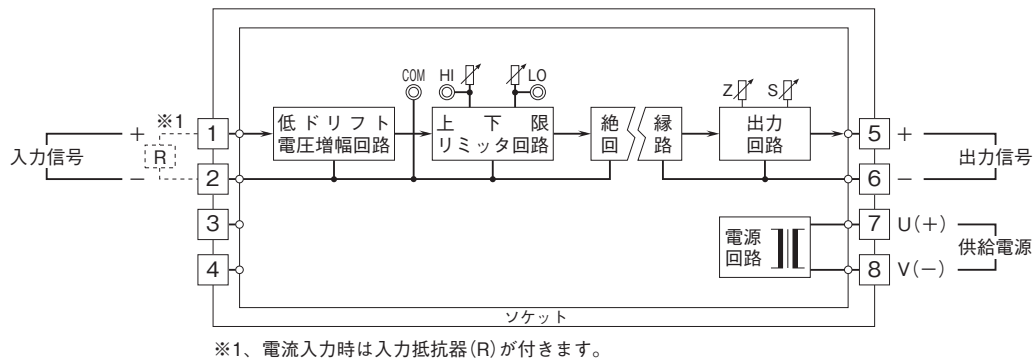 ※1
入力信号
+
R
−
1
2
3
4
低ドリフト
電圧増幅回路
COM
HI
LO
上下限
リミッタ回路
絶縁
回路
Z
S
出力
回路
電源
回路
5
6
7
8
+
−
出力信号
U(+)
V(−)
供給電源
ソケット
※1、電流入力時は入力抵抗器(R)が付きます。